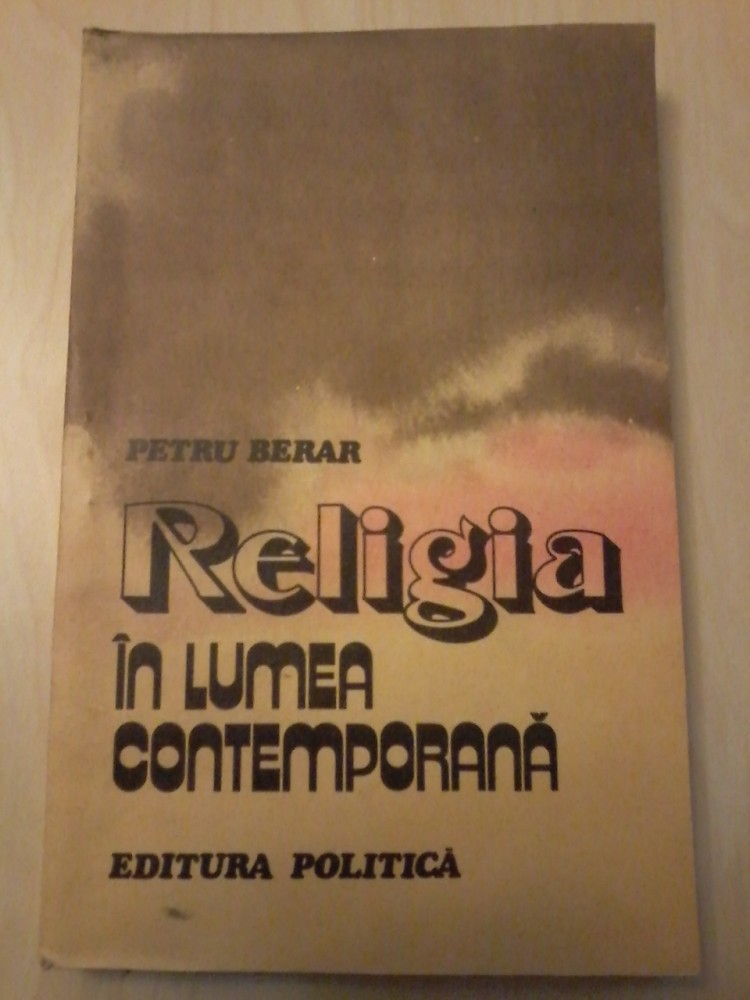 PETRU BERAR
Religia
în LUMEA
CONTEMPORANĂ
EDITURA POLITICĂ